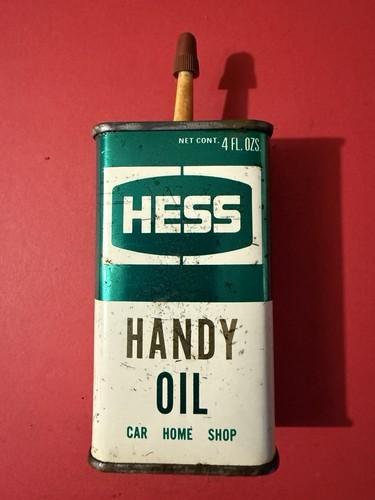 NET CONT. 4 FL. OZS.
HESS
HANDY
OIL
CAR HOME SHOP